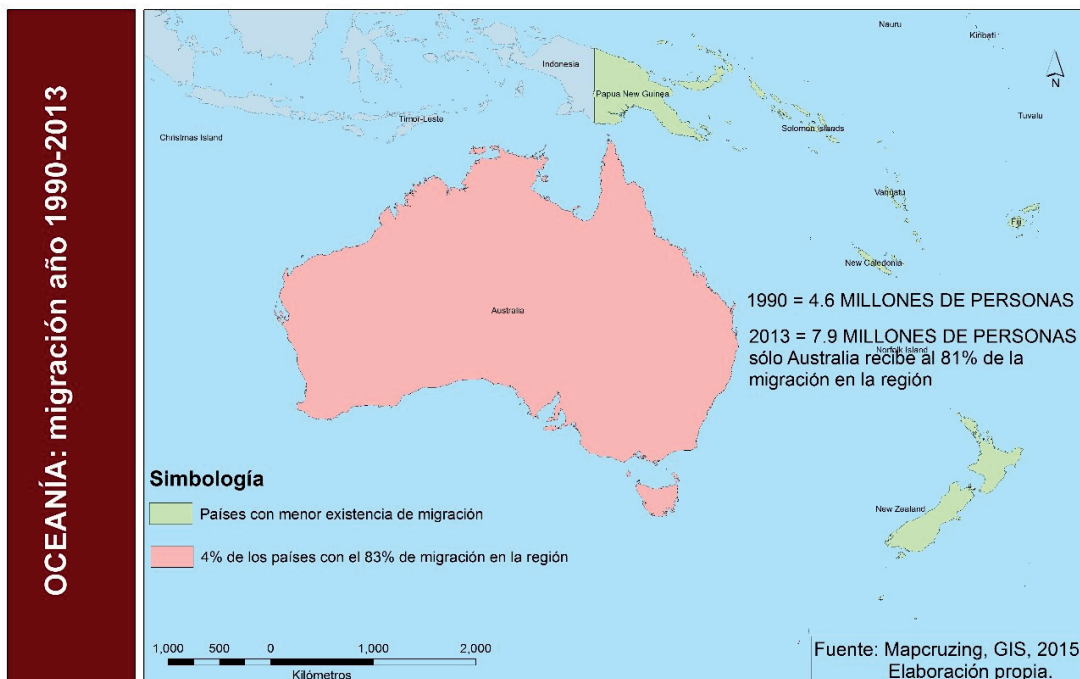 OCEANÍA: migración año 1990-2013
Nauru
Kiribati
Indonesia
Papua New Guinea
N
Timor-Leste
Christmas Island
Solomon Islands
Tuvalu
Vanuatu
Fiji
New Caledonia
Australia
1990 = 4.6 MILLONES DE PERSONAS
2013 = 7.9 MILLONES DE PERSONAS
Norfolk Island
sólo Australia recibe al 81% de la
migración en la región
Simbología
Países con menor existencia de migración
New Zealand
4% de los países con el 83% de migración en la región
1,000 500 0 1,000 2,000
Kilómetros
Fuente: Mapcruzing, GIS, 2015
Elaboración propia.